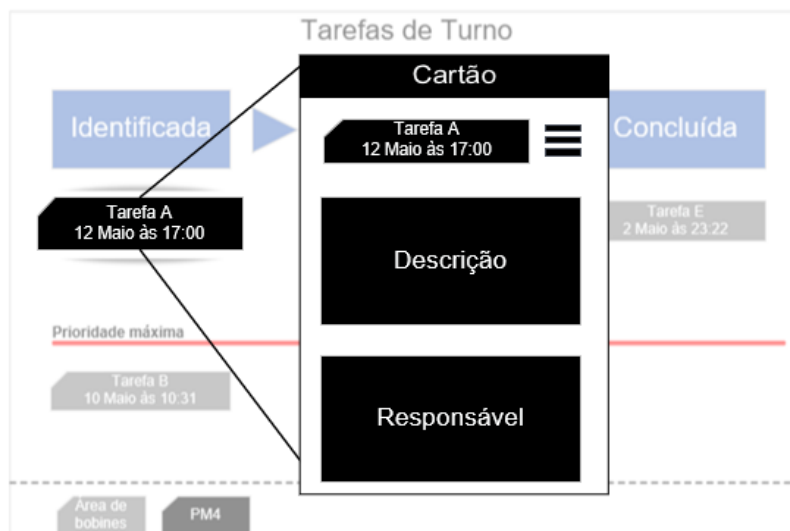 Tarefas de Turno
Cartão
Identificada
Tarefa A
12 Maio às 17:00
Concluída
Tarefa A
12 Maio às 17:00
Tarefa E
2 Maio às 23:22
Descrição
Prioridade máxima
Tarefa B
10 Maio às 10:31
Responsável
Área de
bobines
PM4